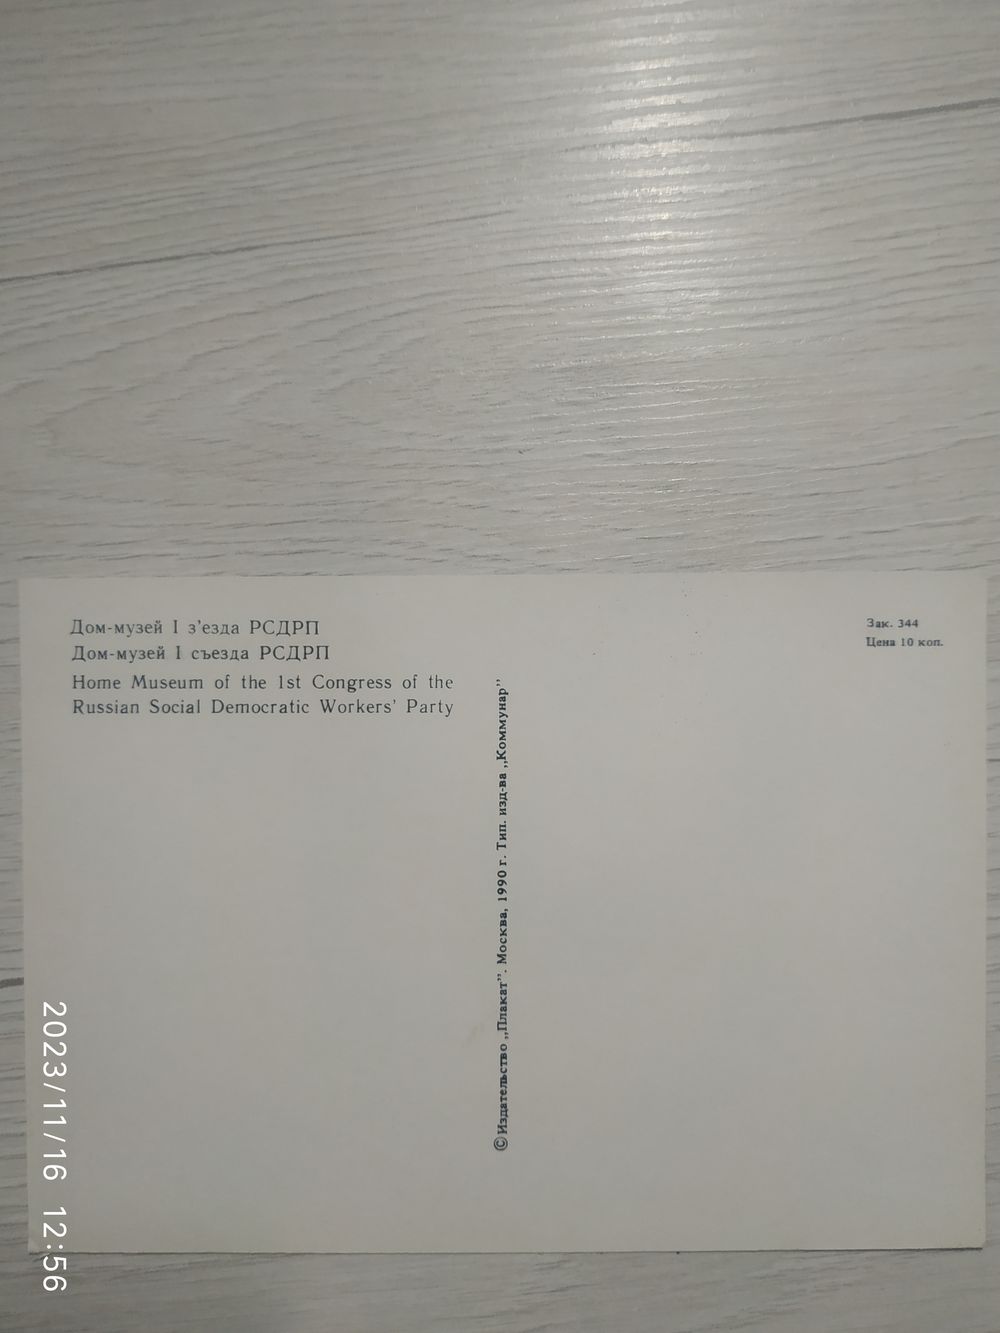 Дом-музей I з’езда РСДРП
Дом-музей I съезда РСДРП
Home Museum of the 1st Congress of the
Russian Social Democratic Workers’ Party
© Издательство „Плакат”. Москва, 1990 г. Тип. изд-ва „Коммунар”
Зак. 344
Цена 10 коп.
2023/11/16 12:56